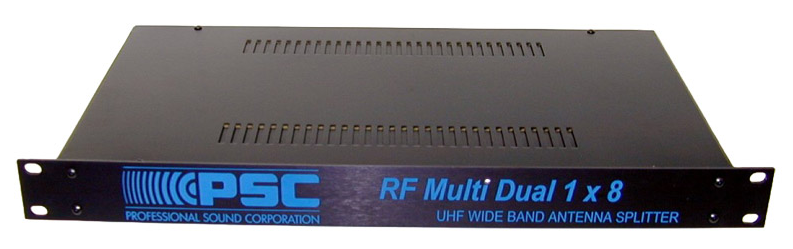 PSC
PROFESSIONAL SOUND CORPORATION
RF Multi Dual 1 x 8
UHF WIDE BAND ANTENNA SPLITTER